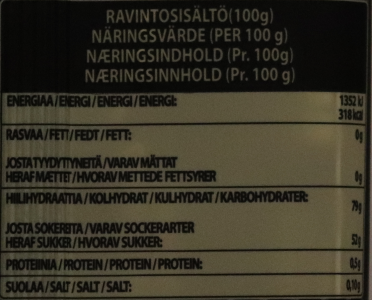 RAVINTOSISÄLTÖ(100g)
NÄRINGSVÄRDE (PER 100 g)
NÆRINGSINDHOLD (Pr. 100g)
NÆRINGSINNHOLD (Pr. 100 g)
ENERGIAA / ENERGI / ENERGI / ENERGI: 1352 kJ
318 kcal
RASVAA / FETT / FEDT / FETT: 0g
JOSTA TYYDYTTYNEITÄ / VARAV MÄTTAT
HERAF MÆTTET / HVORAV METTEDE FETTSYRER 0g
HIILIHYDRAATTIA / KOLHYDRAT / KULHYDRAT / KARBOHYDRATER: 79g
JOSTA SOKEREITA / VARAV SOCKERARTER
HERAF SUKKER / HVORAV SUKKER: 52g
PROTEIINIA / PROTEIN / PROTEIN / PROTEIN: 0,5g
SUOLAA / SALT / SALT / SALT: 0,10g